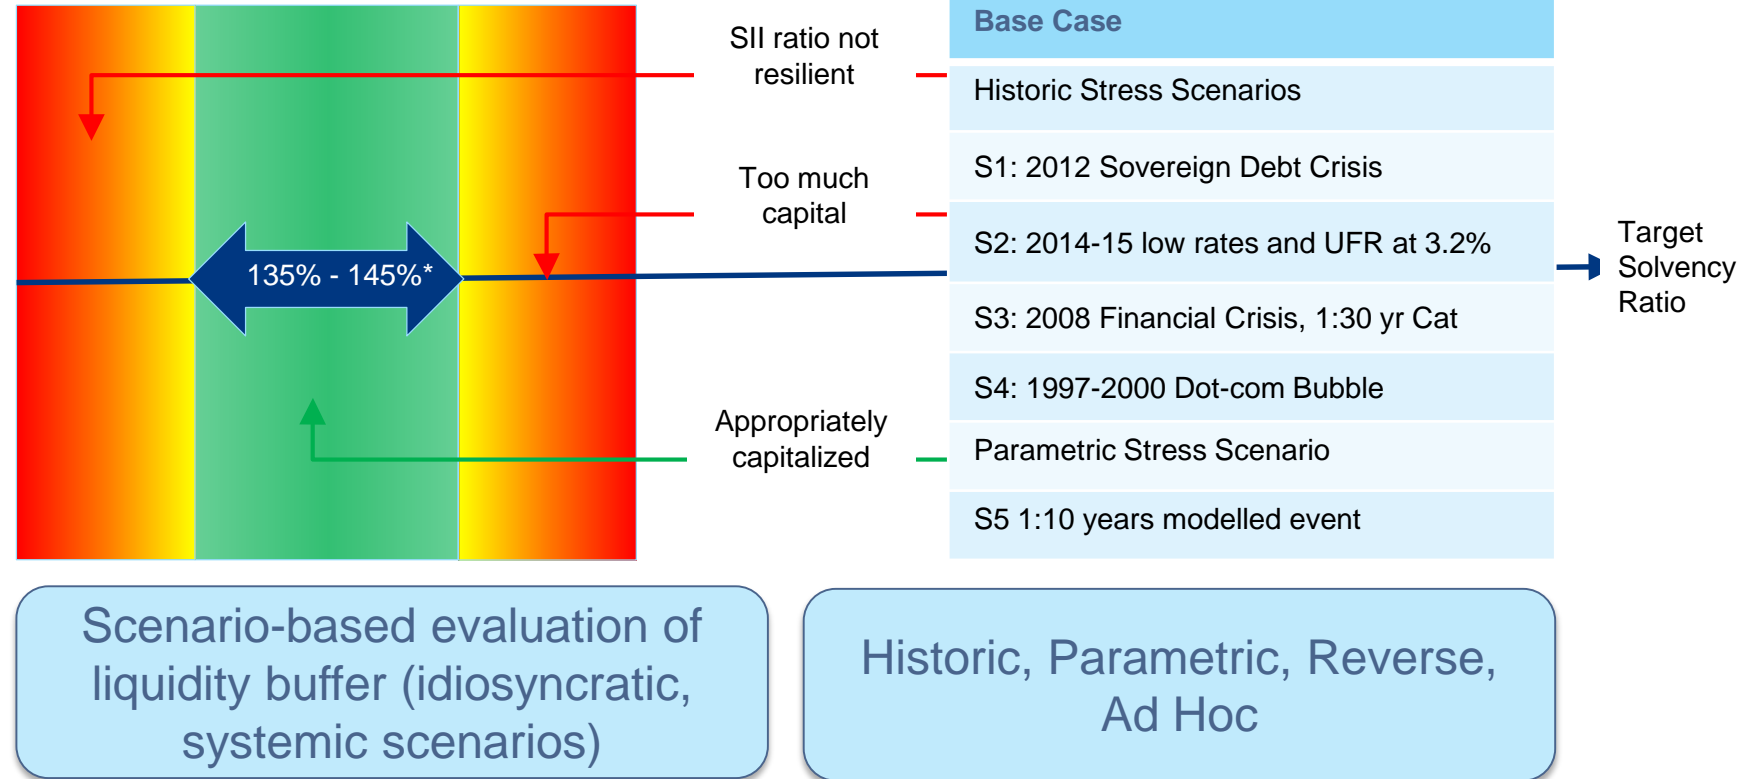 SII ratio not
resilient
Too much
capital
135% - 145%*
Appropriately
capitalized
Base Case
Historic Stress Scenarios
S1: 2012 Sovereign Debt Crisis
S2: 2014-15 low rates and UFR at 3.2%
S3: 2008 Financial Crisis, 1:30 yr Cat
S4: 1997-2000 Dot-com Bubble
Parametric Stress Scenario
S5 1:10 years modelled event
Target
Solvency
Ratio
Scenario-based evaluation of
liquidity buffer (idiosyncratic,
systemic scenarios)
Historic, Parametric, Reverse,
Ad Hoc